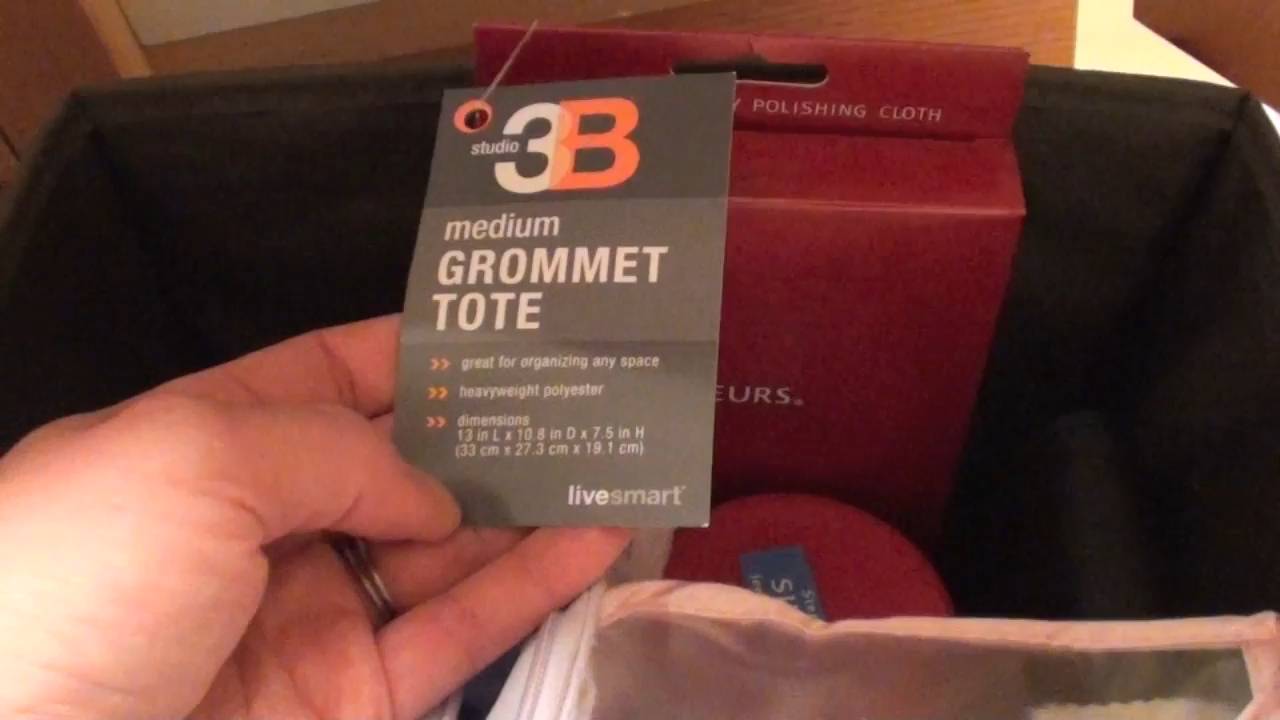 POLISHING CLOTH
studio 3B
medium
GROMMET
TOTE
>> great for organizing any space
>> heavyweight polyester
>> dimensions
13 in L x 10.8 in D x 7.5 in H
(33 cm x 27.3 cm x 19.1 cm)
livesmart